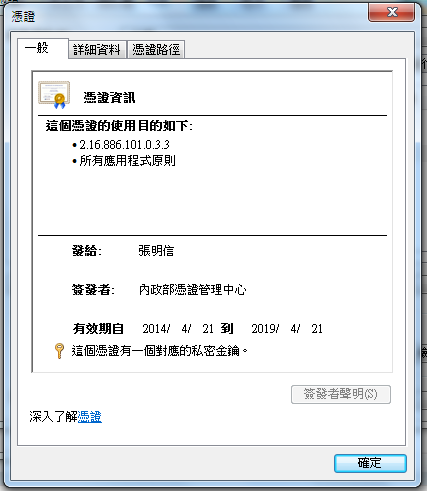 憑證
一般
詳細資料
憑證路徑
憑證資訊
這個憑證的使用目的如下:
• 2.16.886.101.0.3.3
• 所有應用程式原則
發給: 張明信
簽發者: 內政部憑證管理中心
有效期自 2014/ 4/ 21 到 2019/ 4/ 21
這個憑證有一個對應的私密金鑰。
簽發者聲明(S)
深入了解憑證
確定